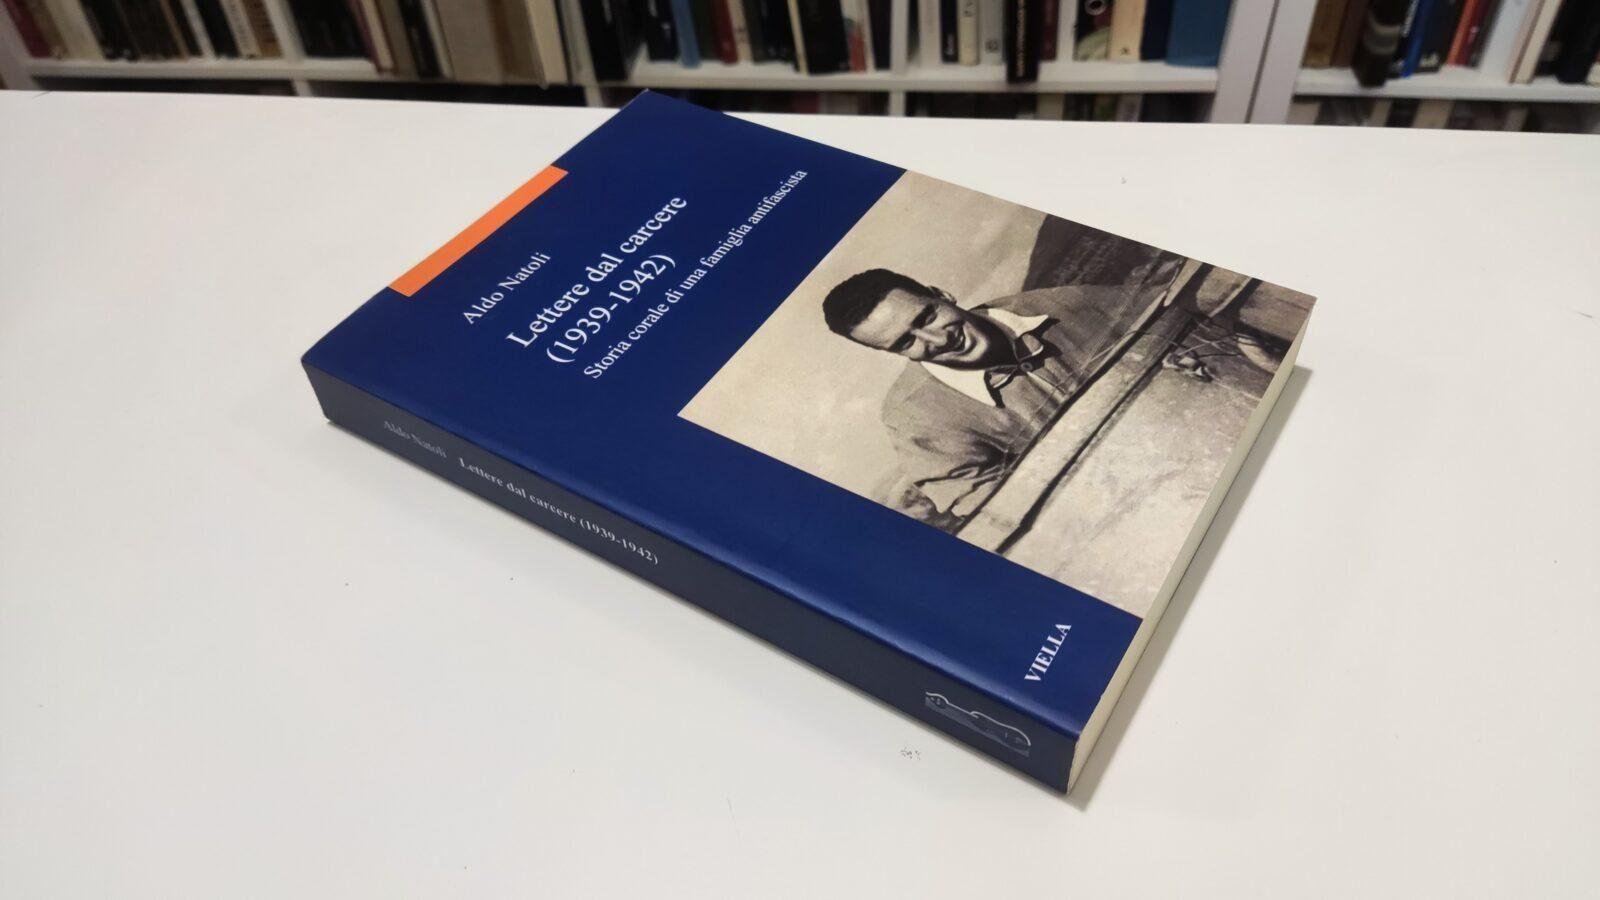 Aldo Natoli
Lettere dal carcere
(1939-1942)
Storia corale di una famiglia antifascista
VIELLA
Aldo Natoli Lettere dal carcere (1939-1942)